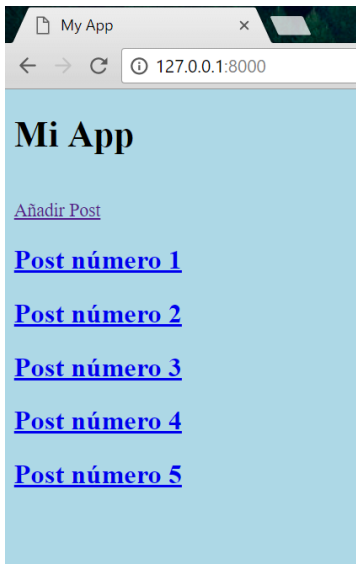 My App
127.0.0.1:8000
Mi App
Añadir Post
Post número 1
Post número 2
Post número 3
Post número 4
Post número 5